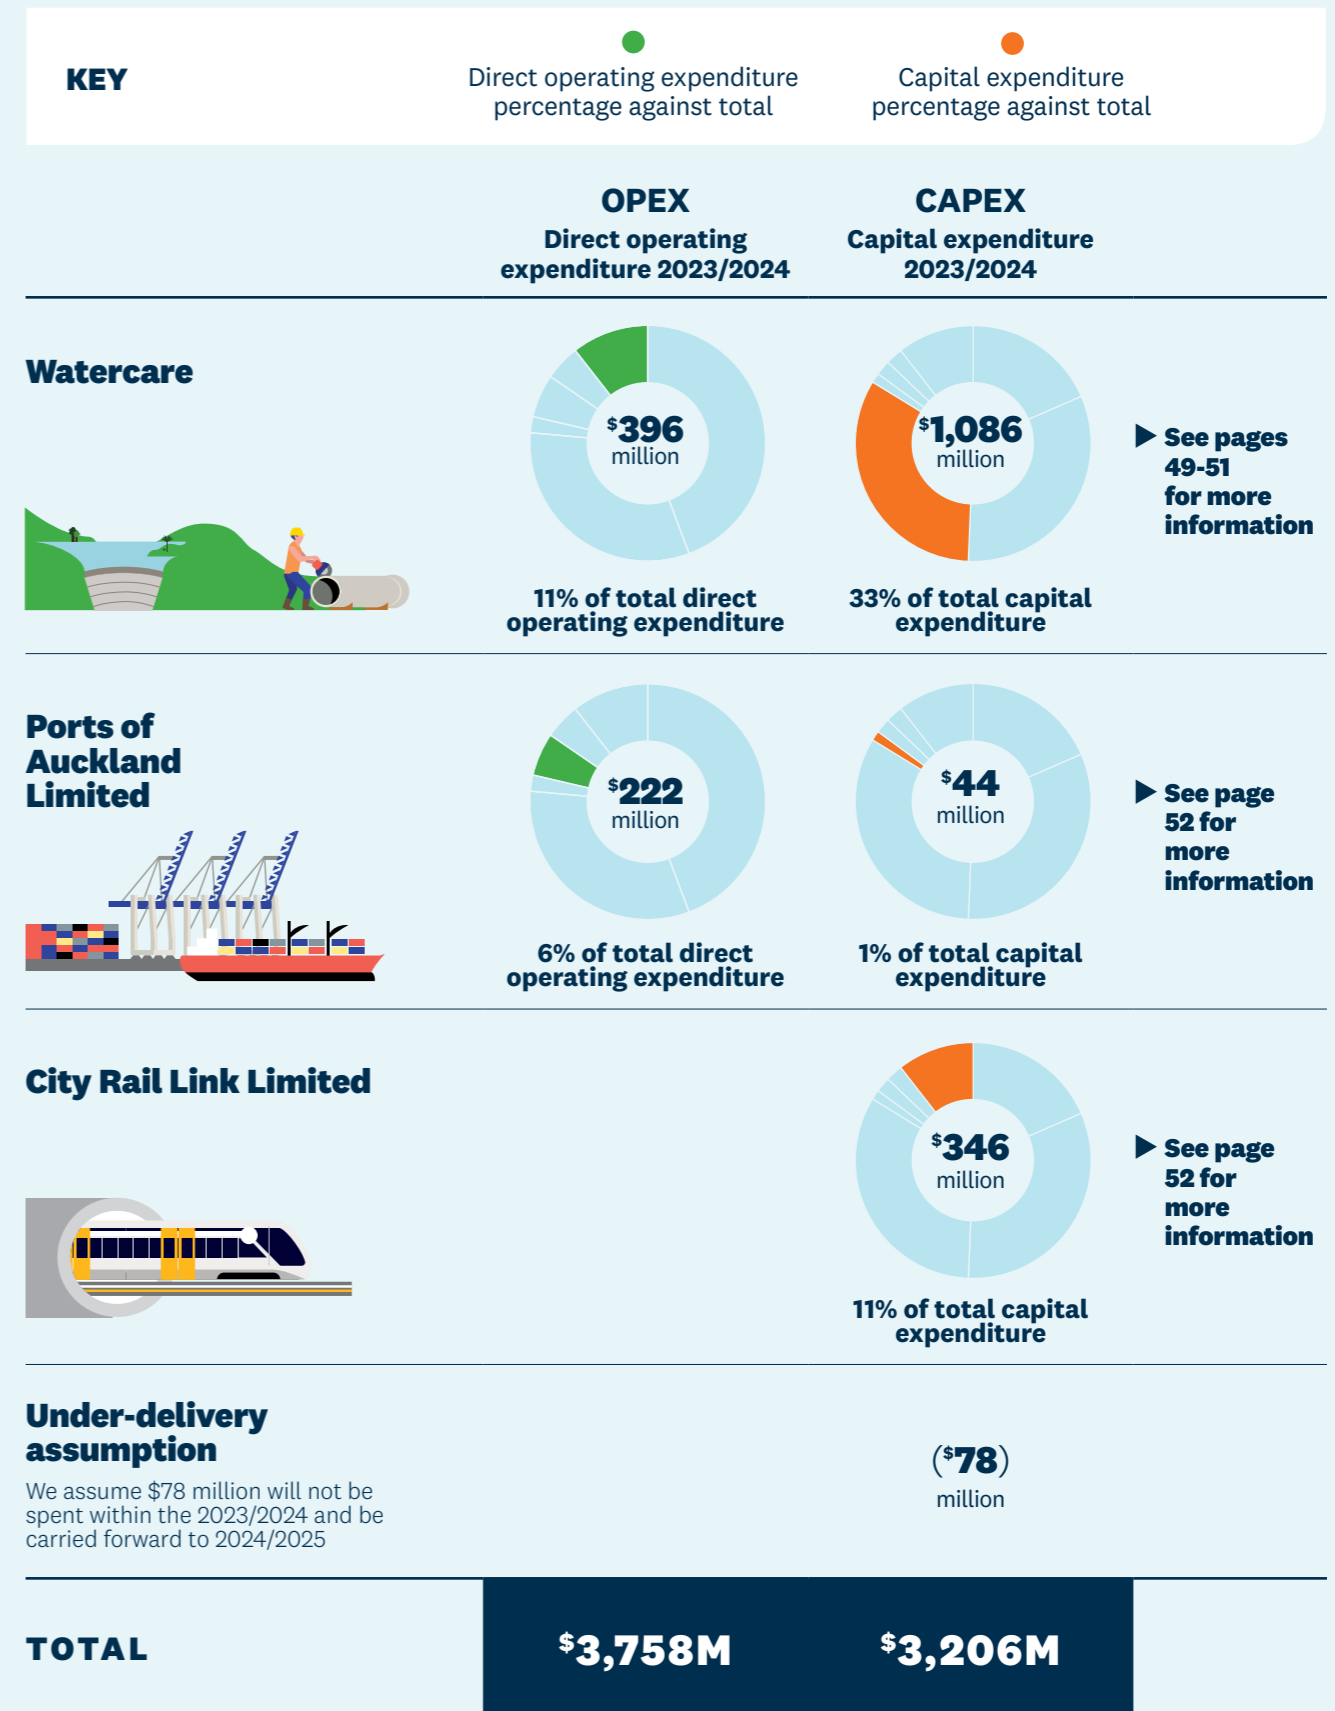 KEY
Direct operating expenditure
percentage against total
Capital expenditure
percentage against total
OPEX
Direct operating
expenditure 2023/2024
CAPEX
Capital expenditure
2023/2024
Watercare
$396
million
11% of total direct
operating expenditure
$1,086
million
33% of total capital
expenditure
See pages
49-51
for more
information
Ports of
Auckland
Limited
$222
million
6% of total direct
operating expenditure
$44
million
1% of total capital
expenditure
See page
52 for
more
information
City Rail Link Limited
$346
million
11% of total capital
expenditure
See page
52 for
more
information
Under-delivery
assumption
We assume $78 million will not be
spent within the 2023/2024 and be
carried forward to 2024/2025
($78)
million
TOTAL
$3,758M
$3,206M